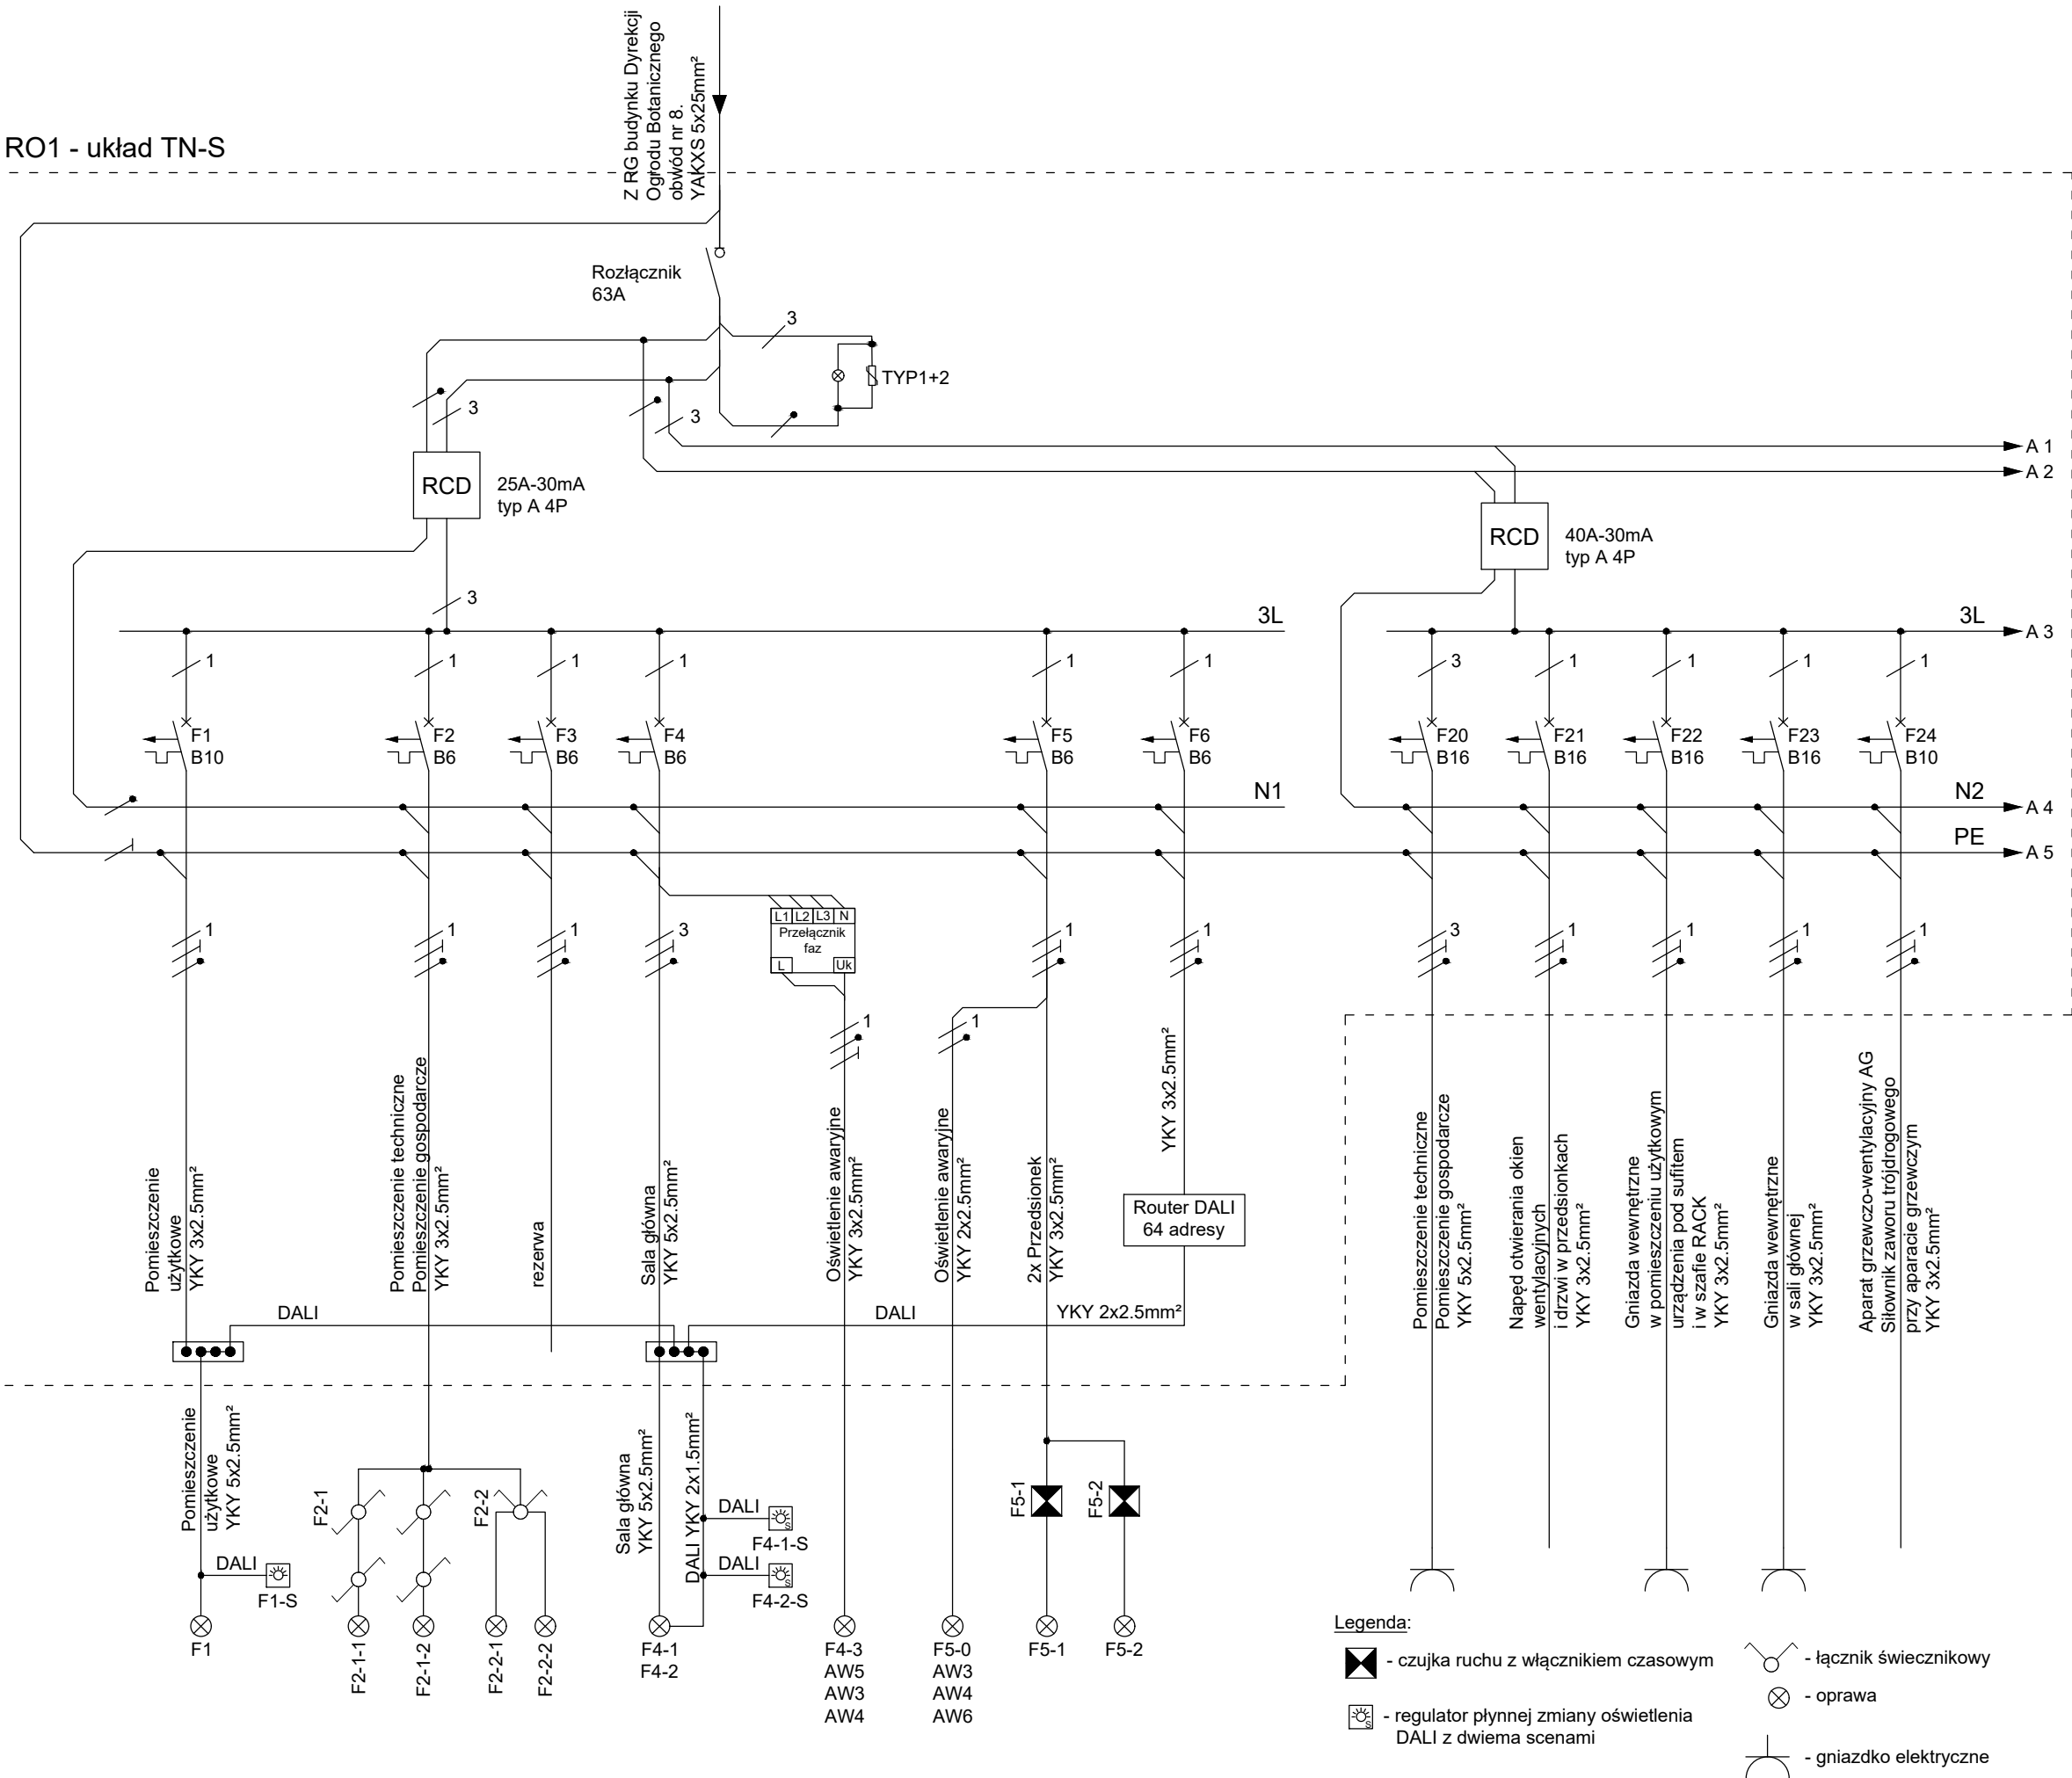 RO1 - układ TN-S
Z RG budynku Dyrekcji
Ogrodu Botanicznego
obwód nr 8.
YAKXS 5x25mm²
Rozłącznik
63A
3
TYP1+2
3
3
A 1
A 2
RCD
25A-30mA
typ A 4P
RCD
40A-30mA
typ A 4P
3
3L
3L
A 3
1
1
1
1
1
1
3
1
1
1
1
F1
B10
F2
B6
F3
B6
F4
B6
F5
B6
F6
B6
F20
B16
F21
B16
F22
B16
F23
B16
F24
B10
N1
N2
A 4
PE
A 5
L1
L2
L3
N
Przełącznik
faz
L
Uk
1
1
1
3
1
1
3
1
1
1
1
1
1
Pomieszczenie
użytkowe
YKY 3x2.5mm²
Pomieszczenie techniczne
Pomieszczenie gospodarcze
YKY 3x2.5mm²
rezerwa
Sala główna
YKY 5x2.5mm²
Oświetlenie awaryjne
YKY 3x2.5mm²
Oświetlenie awaryjne
YKY 2x2.5mm²
2x Przedsionek
YKY 3x2.5mm²
YKY 3x2.5mm²
Router DALI
64 adresy
Pomieszczenie techniczne
Pomieszczenie gospodarcze
YKY 5x2.5mm²
Napęd otwierania okien
wentylacyjnych
i drzwi w przedsionkach
YKY 3x2.5mm²
Gniazda wewnętrzne
w pomieszczeniu użytkowym
urządzenia pod sufitem
i w szafie RACK
YKY 3x2.5mm²
Gniazda wewnętrzne
w sali głównej
YKY 3x2.5mm²
Aparat grzewczo-wentylacyjny AG
Siłownik zaworu trójdrogowego
przy aparacie grzewczym
YKY 3x2.5mm²
DALI
DALI
YKY 2x2.5mm²
Pomieszczenie
użytkowe
YKY 5x2.5mm²
DALI
F1-S
F1
F2-1
F2-2
F2-1-1
F2-1-2
F2-2-1
F2-2-2
Sala główna
YKY 5x2.5mm²
DALI YKY 2x1.5mm²
DALI
S
F4-1-S
DALI
S
F4-2-S
F4-1
F4-2
F4-3
AW5
AW3
AW4
F5-0
AW3
AW4
AW6
F5-1
F5-2
F5-1
F5-2
Legenda:
- czujka ruchu z włącznikiem czasowym
- łącznik świecznikowy
- oprawa
S
- regulator płynnej zmiany oświetlenia
DALI z dwiema scenami
- gniazdko elektryczne